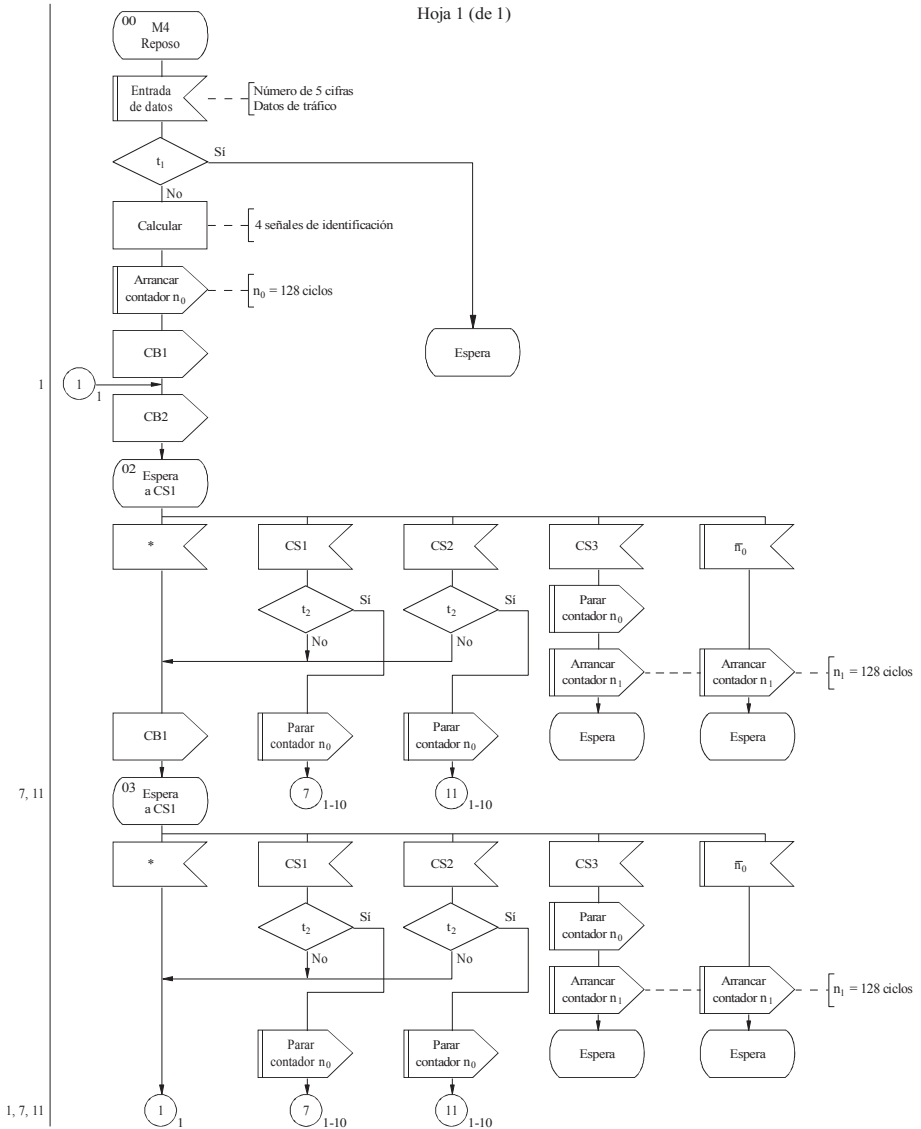 Hoja 1 (de 1)
00
M4
Reposo
Entrada
de datos
Número de 5 cifras
Datos de tráfico
t1
Sí
No
Calcular
4 señales de identificación
Arrancar
contador n0
n0 = 128 ciclos
CB1
Espera
1
1
1
CB2
02
Espera
a CS1
*
CS1
CS2
CS3
n̅0
t2
Sí
No
t2
Sí
No
Parar
contador n0
Arrancar
contador n1
Arrancar
contador n1
n1 = 128 ciclos
CB1
Parar
contador n0
Parar
contador n0
Espera
Espera
7, 11
03
Espera
a CS1
7
1-10
11
1-10
*
CS1
CS2
CS3
n̅0
t2
Sí
No
t2
Sí
No
Parar
contador n0
Arrancar
contador n1
Arrancar
contador n1
n1 = 128 ciclos
Parar
contador n0
Parar
contador n0
Espera
Espera
1, 7, 11
1
1
7
1-10
11
1-10